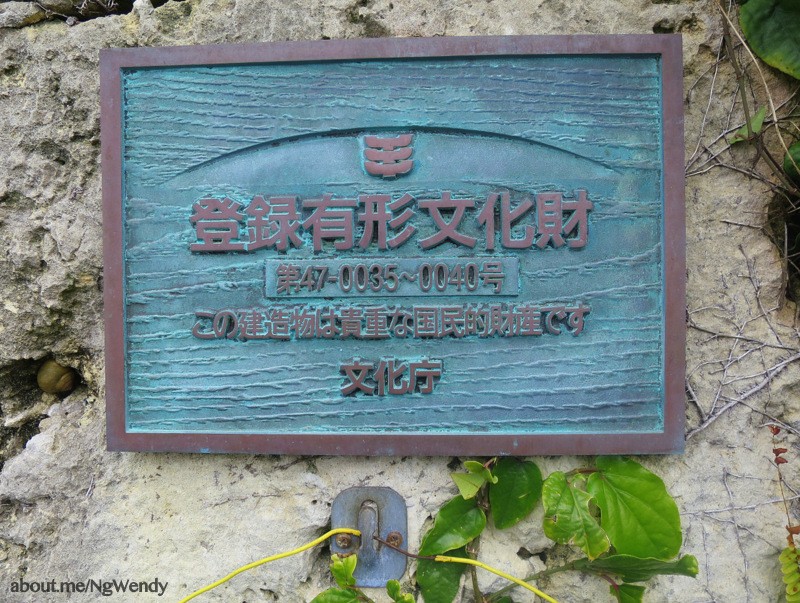 登録有形文化財
第47-0035~0040号
この建造物は貴重な国民的財産です
文化庁
about.me/NgWendy